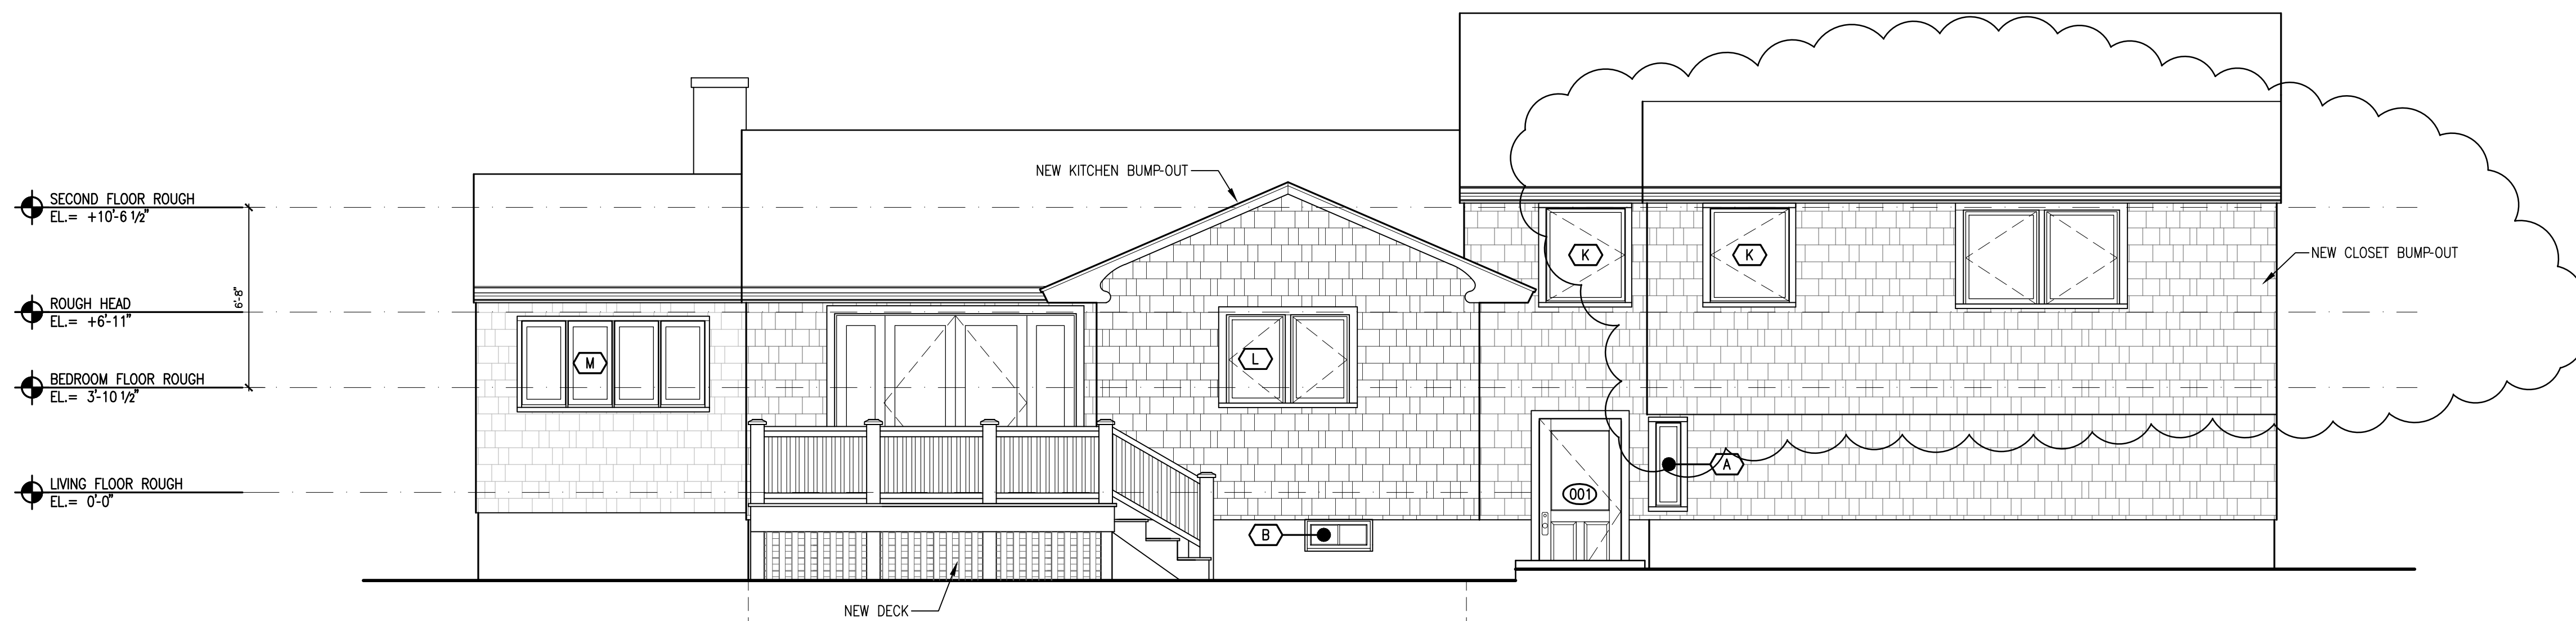 NEW KITCHEN BUMP-OUT
SECOND FLOOR ROUGH
EL.= +10'-6 1/2"
NEW CLOSET BUMP-OUT
K
K
ROUGH HEAD
EL.= +6'-11"
6'-8"
M
L
BEDROOM FLOOR ROUGH
EL.= 3'-10 1/2"
A
LIVING FLOOR ROUGH
EL.= 0'-0"
001
B
NEW DECK